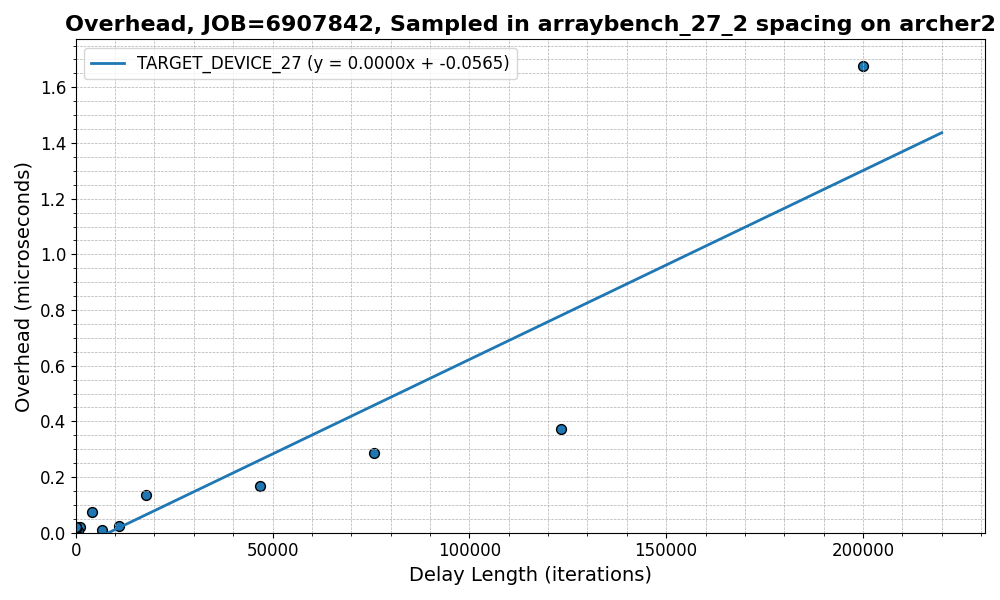 Overhead, JOB=6907842, Sampled in arraybench_27_2 spacing on archer2
TARGET_DEVICE_27 (y = 0.0000x + -0.0565)
Overhead (microseconds)
1.6
1.4
1.2
1.0
0.8
0.6
0.4
0.2
0.0
0 50000 100000 150000 200000
Delay Length (iterations)